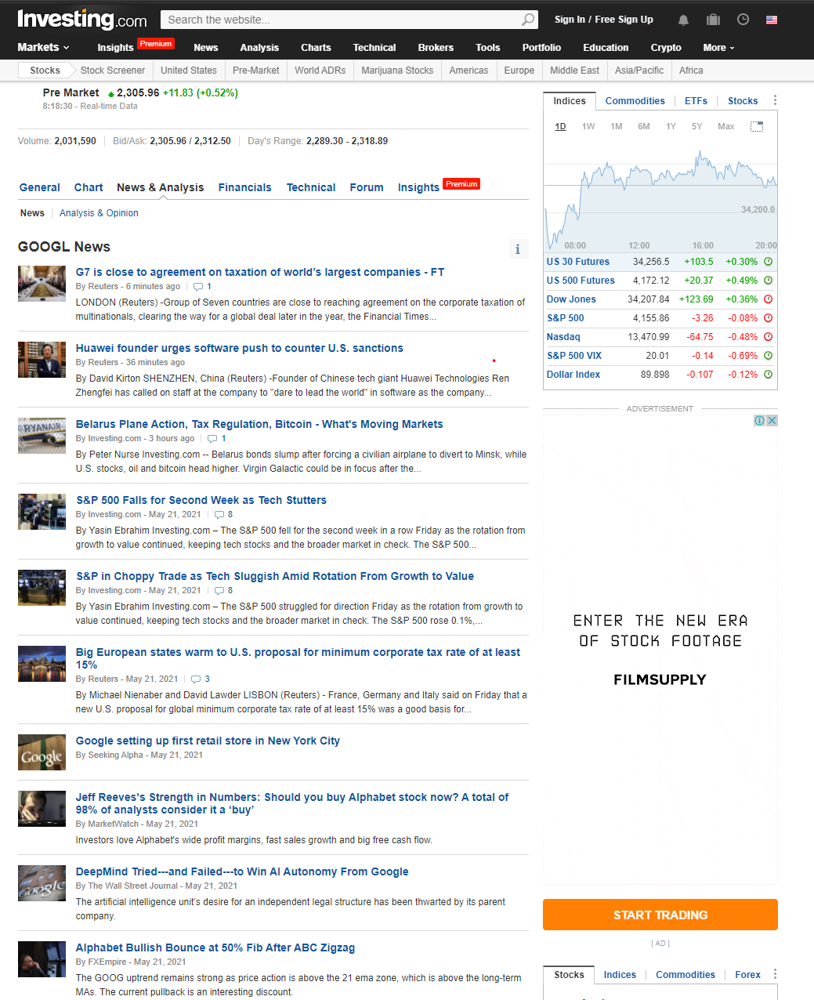 Investing.com
Search the website...
Sign In / Free Sign Up
Markets
Insights
Premium
News
Analysis
Charts
Technical
Brokers
Tools
Portfolio
Education
Crypto
More
Stocks
Stock Screener
United States
Pre-Market
World ADRs
Marijuana Stocks
Americas
Europe
Middle East
Asia/Pacific
Africa
Pre Market 2,305.96 +11.83 (+0.52%)
8:18:30 - Real-time Data
Volume: 2,031,590 Bid/Ask: 2,305.96 / 2,312.50 Day's Range: 2,289.30 - 2,318.89
General Chart News & Analysis Financials Technical Forum Insights Premium
News Analysis & Opinion
GOOGL News
G7 is close to agreement on taxation of world’s largest companies - FT
By Reuters - 6 minutes ago 1
LONDON (Reuters) -Group of Seven countries are close to reaching agreement on the corporate taxation of
multinationals, clearing the way for a global deal later in the year, the Financial Times...
Huawei founder urges software push to counter U.S. sanctions
By Reuters - 36 minutes ago
By David Kirton SHENZHEN, China (Reuters) -Founder of Chinese tech giant Huawei Technologies Ren
Zhengfei has called on staff at the company to "dare to lead the world" in software as the company...
RYANAIR
Belarus Plane Action, Tax Regulation, Bitcoin - What's Moving Markets
By Investing.com - 3 hours ago 1
By Peter Nurse Investing.com -- Belarus bonds slump after forcing a civilian airplane to divert to Minsk, while
U.S. stocks, oil and bitcoin head higher. Virgin Galactic could be in focus after the...
S&P 500 Falls for Second Week as Tech Stutters
By Investing.com - May 21, 2021 8
By Yasin Ebrahim Investing.com – The S&P 500 fell for the second week in a row Friday as the rotation from
growth to value continued, keeping tech stocks and the broader market in check. The S&P 500...
S&P in Choppy Trade as Tech Sluggish Amid Rotation From Growth to Value
By Investing.com - May 21, 2021 8
By Yasin Ebrahim Investing.com – The S&P 500 struggled for direction Friday as the rotation from growth to
value continued, keeping tech stocks and the broader market in check. The S&P 500 rose 0.1%,...
Big European states warm to U.S. proposal for minimum corporate tax rate of at least
15%
By Reuters - May 21, 2021 3
By Michael Nienaber and David Lawder LISBON (Reuters) - France, Germany and Italy said on Friday that a
new U.S. proposal for global minimum corporate tax rate of at least 15% was a good basis for...
Google
Google setting up first retail store in New York City
By Seeking Alpha - May 21, 2021
Jeff Reeves's Strength in Numbers: Should you buy Alphabet stock now? A total of
98% of analysts consider it a ‘buy’
By MarketWatch - May 21, 2021
Investors love Alphabet's wide profit margins, fast sales growth and big free cash flow.
Google
DeepMind Tried---and Failed---to Win AI Autonomy From Google
By The Wall Street Journal - May 21, 2021
The artificial intelligence unit’s desire for an independent legal structure has been thwarted by its parent
company.
Alphabet Bullish Bounce at 50% Fib After ABC Zigzag
By FXEmpire - May 21, 2021
The GOOG uptrend remains strong as price action is above the 21 ema zone, which is above the long-term
MAs. The current pullback is an interesting discount.
Indices Commodities ETFs Stocks
1D 1W 1M 6M 1Y 5Y Max
34,200.0
08:00 12:00 16:00 20:00
US 30 Futures 34,256.5 +103.5 +0.30%
US 500 Futures 4,172.12 +20.37 +0.49%
Dow Jones 34,207.84 +123.69 +0.36%
S&P 500 4,155.86 -3.26 -0.08%
Nasdaq 13,470.99 -64.75 -0.48%
S&P 500 VIX 20.01 -0.14 -0.69%
Dollar Index 89.898 -0.107 -0.12%
ADVERTISEMENT
ENTER THE NEW ERA
OF STOCK FOOTAGE
FILMSUPPLY
START TRADING
| AD |
Stocks Indices Commodities Forex